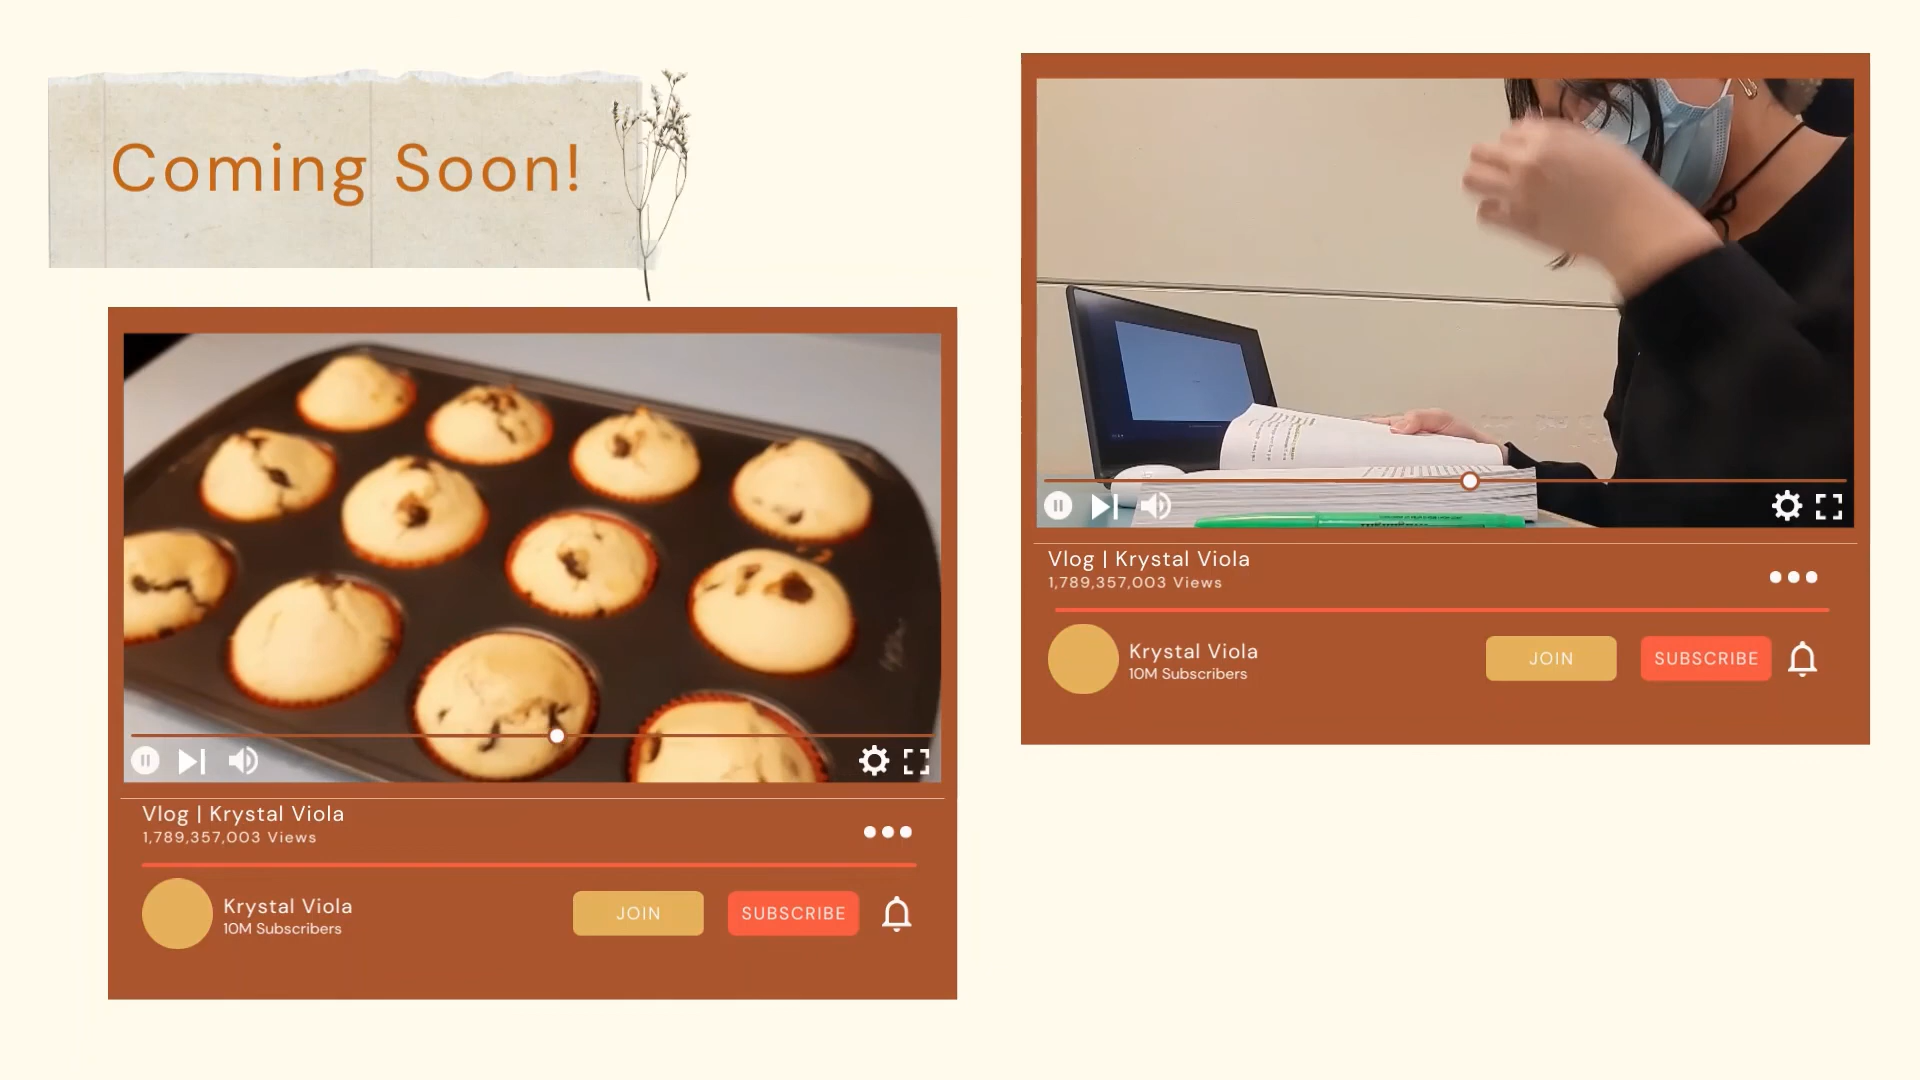 Coming Soon!
Vlog | Krystal Viola
1,789,357,003 Views
Krystal Viola
10M Subscribers
JOIN
SUBSCRIBE
Vlog | Krystal Viola
1,789,357,003 Views
Krystal Viola
10M Subscribers
JOIN
SUBSCRIBE